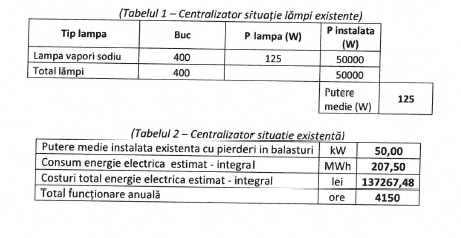 (Tabelul 1 – Centralizator situație lămpi existente)
Tip lampa Buc P lampa (W) P instalata (W)
Lampa vapori sodiu 400 125 50000
Total lămpi 400 50000
Putere medie (W) 125
(Tabelul 2 – Centralizator situatie existentă)
Putere medie instalata existenta cu pierderi in balasturi kW 50,00
Consum energie electrica estimat - integral MWh 207,50
Costuri total energie electrica estimat - integral lei 137267,48
Total funcționare anuală ore 4150